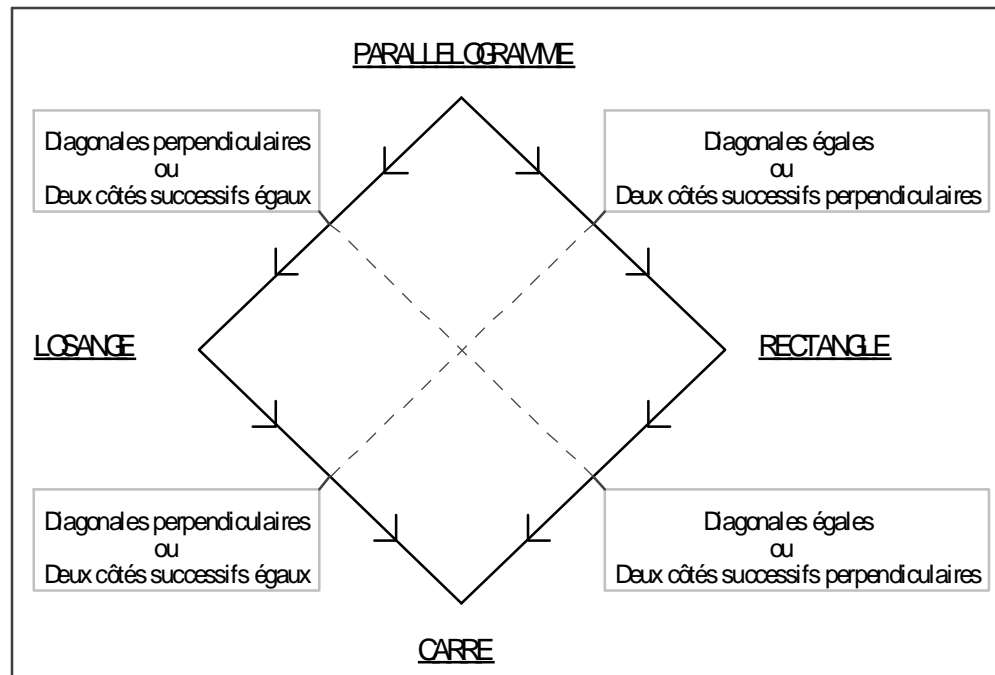 PARALLELOGRAMME
Diagonales perpendiculaires
ou
Deux côtés successifs égaux
Diagonales égales
ou
Deux côtés successifs perpendiculaires
LOSANGE
RECTANGLE
Diagonales perpendiculaires
ou
Deux côtés successifs égaux
Diagonales égales
ou
Deux côtés successifs perpendiculaires
CARRE